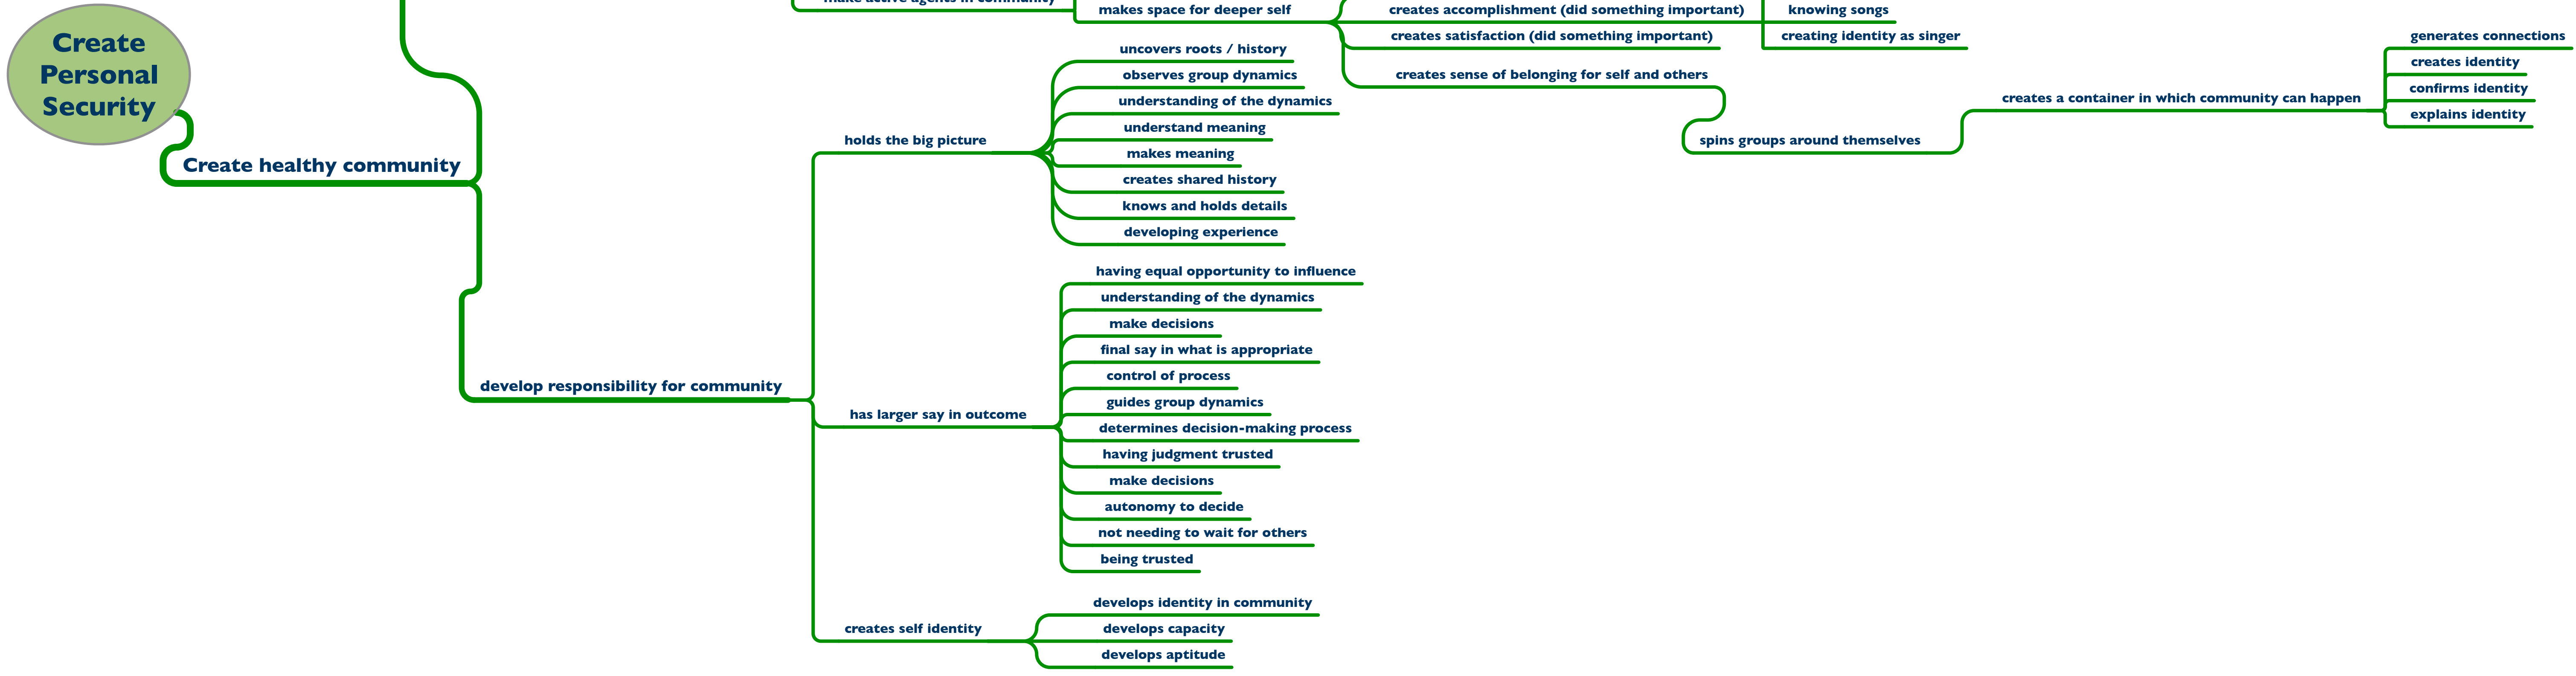 Create
Personal
Security
Create healthy community
make active agents in community
makes space for deeper self
creates accomplishment (did something important)
knowing songs
creating identity as singer
creates satisfaction (did something important)
creates sense of belonging for self and others
spins groups around themselves
creates a container in which community can happen
generates connections
creates identity
confirms identity
explains identity
develop responsibility for community
holds the big picture
uncovers roots / history
observes group dynamics
understanding of the dynamics
understand meaning
makes meaning
creates shared history
knows and holds details
developing experience
has larger say in outcome
having equal opportunity to influence
understanding of the dynamics
make decisions
final say in what is appropriate
control of process
guides group dynamics
determines decision-making process
having judgment trusted
make decisions
autonomy to decide
not needing to wait for others
being trusted
creates self identity
develops identity in community
develops capacity
develops aptitude